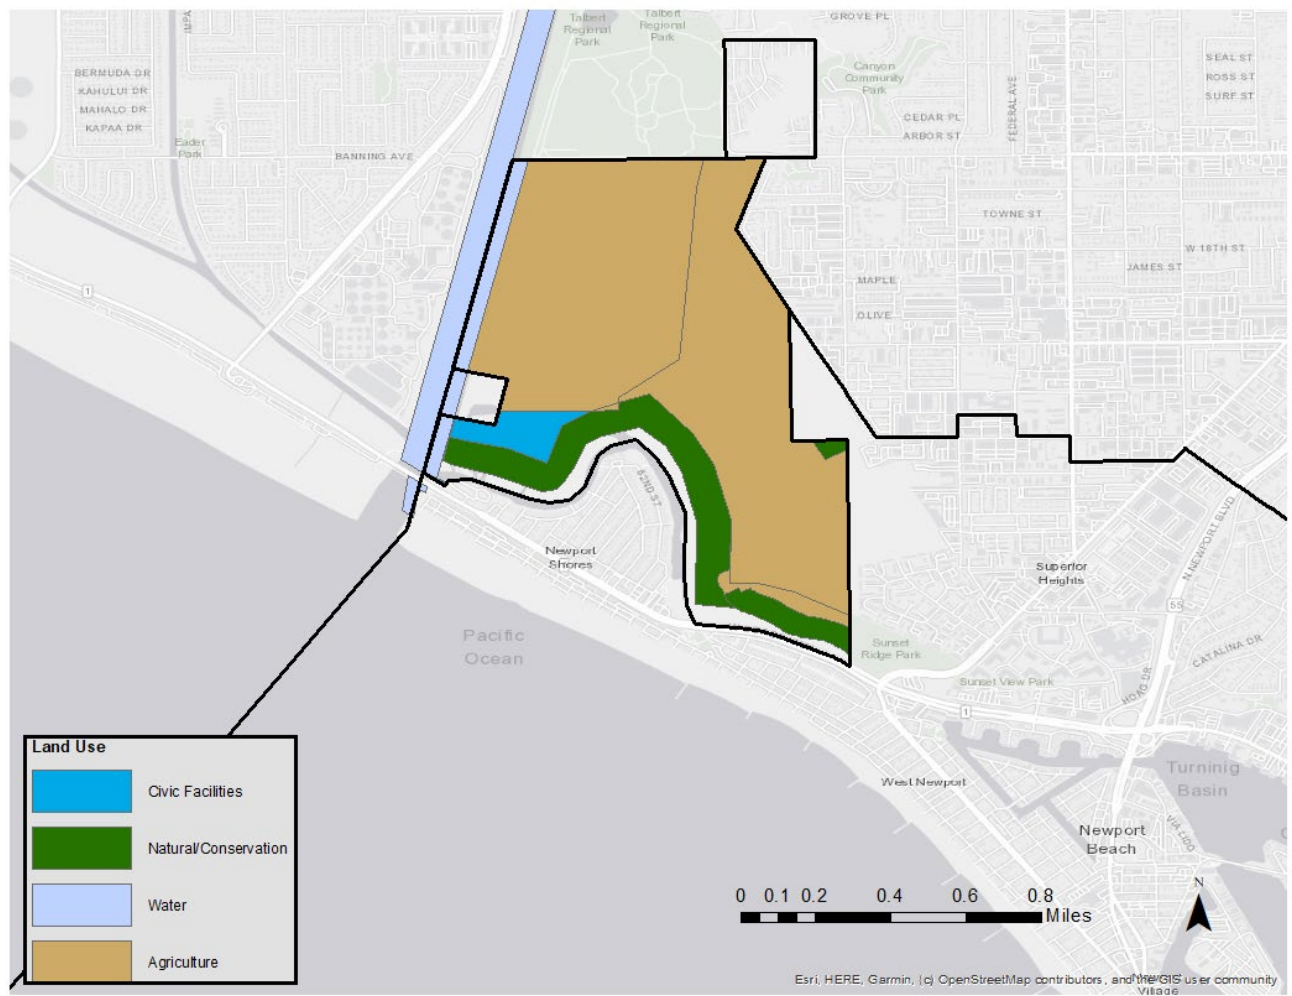 Talbert
Regional
Park
Talbert
Regional
Park
GROVE PL
SEAL ST
ROSS ST
SURF ST
BERMUDA DR
KAHULUI DR
MAHALO DR
KAPAA DR
Canyon
Community
Park
FEDERAL AVE
CEDAR PL
ARBOR ST
Eader
Park
BANNING AVE
TOWNE ST
W 18TH ST
JAMES ST
MAPLE
OLIVE
1
62ND ST
N NEWPORT BLVD
Newport
Shores
Superior
Heights
55
Pacific
Ocean
Sunset
Ridge Park
CATALINA DR
HOAG DR
Sunset View Park
1
Land Use
Civic Facilities
Natural/Conservation
Water
Agriculture
West Newport
Turninig
Basin
VIA LIDO
Newport
Beach
N
0 0.1 0.2 0.4 0.6 0.8
Miles
Esri, HERE, Garmin, (c) OpenStreetMap contributors, and the GIS user community
Village